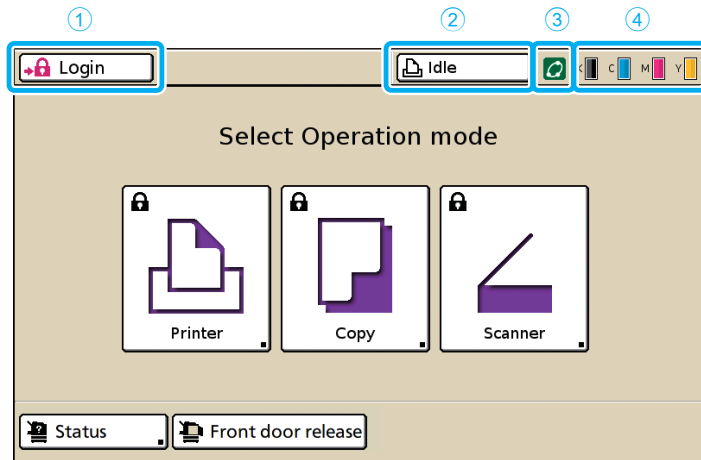 ① ② ③ ④
Login Idle K C M Y
Select Operation mode
Printer Copy Scanner
Status Front door release